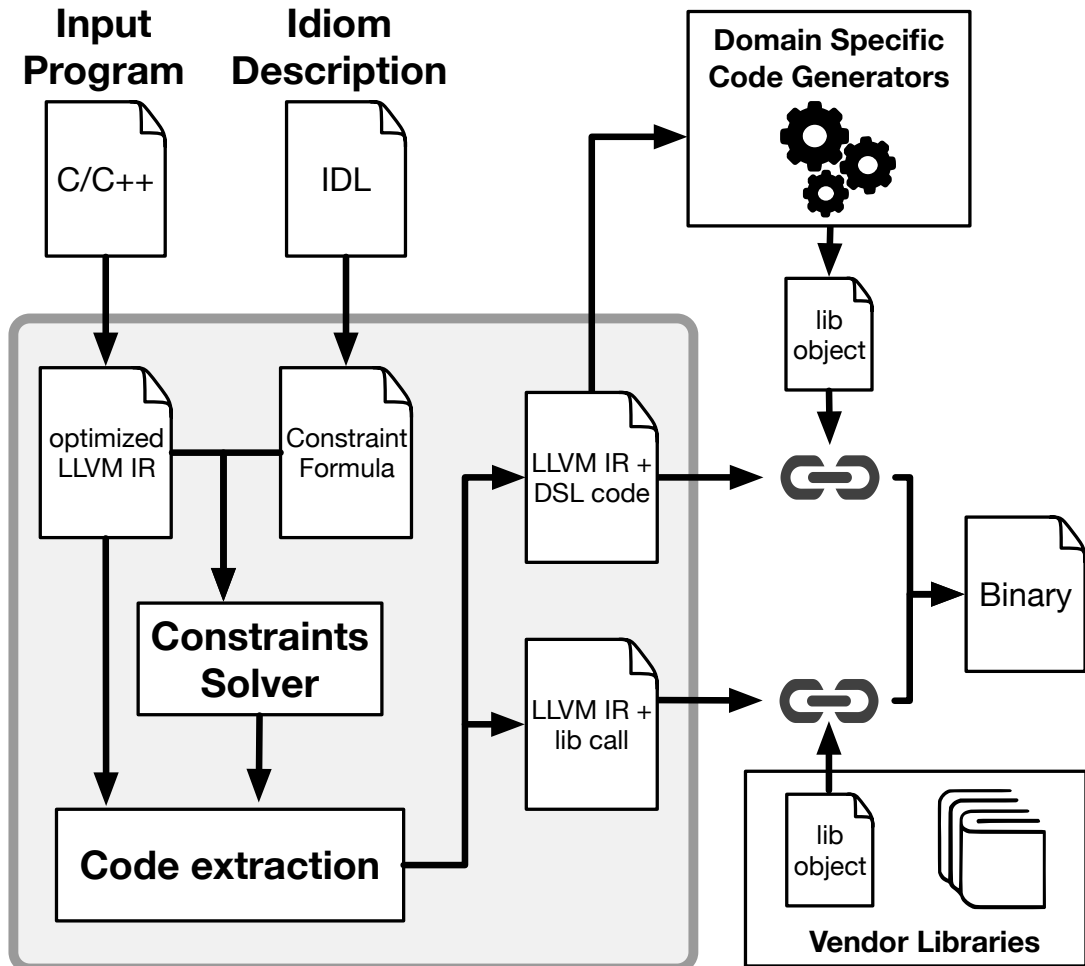 Input
Program
Idiom
Description
Domain Specific
Code Generators
C/C++
IDL
lib
object
optimized
LLVM IR
Constraint
Formula
LLVM IR +
DSL code
Binary
Constraints
Solver
LLVM IR +
lib call
Code extraction
lib
object
Vendor Libraries